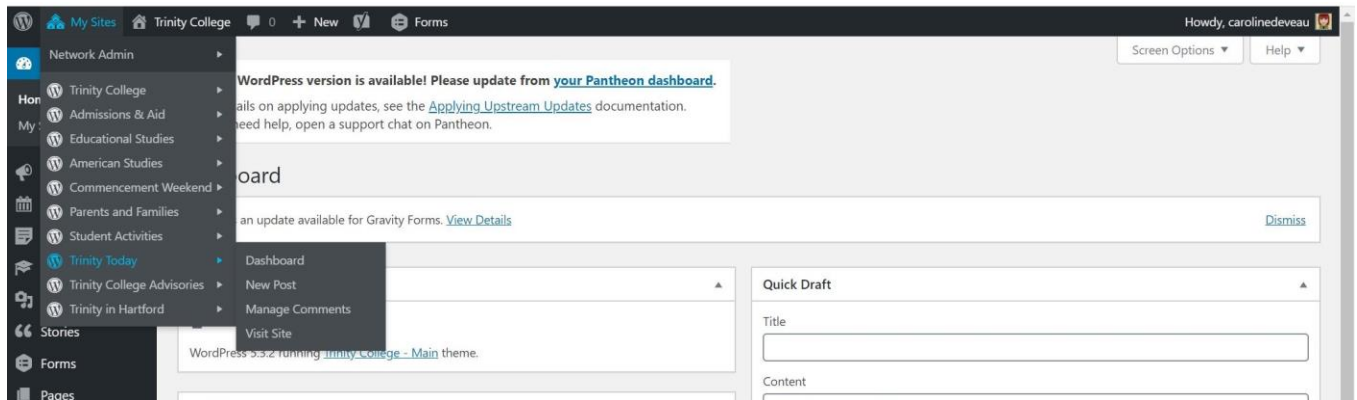 My Sites Trinity College 0 + New Forms Howdy, carolinedeveau
Screen Options ▼ Help ▼
Network Admin
Trinity College
Admissions & Aid
Educational Studies
American Studies
Commencement Weekend
Parents and Families
Student Activities
Trinity Today
Trinity College Advisories
Trinity in Hartford
Dashboard
New Post
Manage Comments
Visit Site
Hon
My
Stories
Forms
Pages
WordPress version is available! Please update from your Pantheon dashboard.
ails on applying updates, see the Applying Upstream Updates documentation.
need help, open a support chat on Pantheon.
oard
an update available for Gravity Forms. View Details Dismiss
WordPress 5.3.2 running Trinity College - Main theme.
Quick Draft
Title
Content